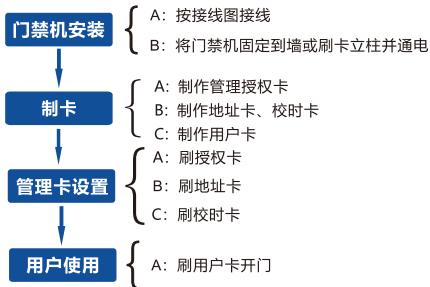 门禁机安装
A：按接线图接线
B：将门禁机固定到墙或刷卡立柱并通电
制卡
A：制作管理授权卡
B：制作地址卡、校时卡
C：制作用户卡
管理卡设置
A：刷授权卡
B：刷地址卡
C：刷校时卡
用户使用
A：刷用户卡开门